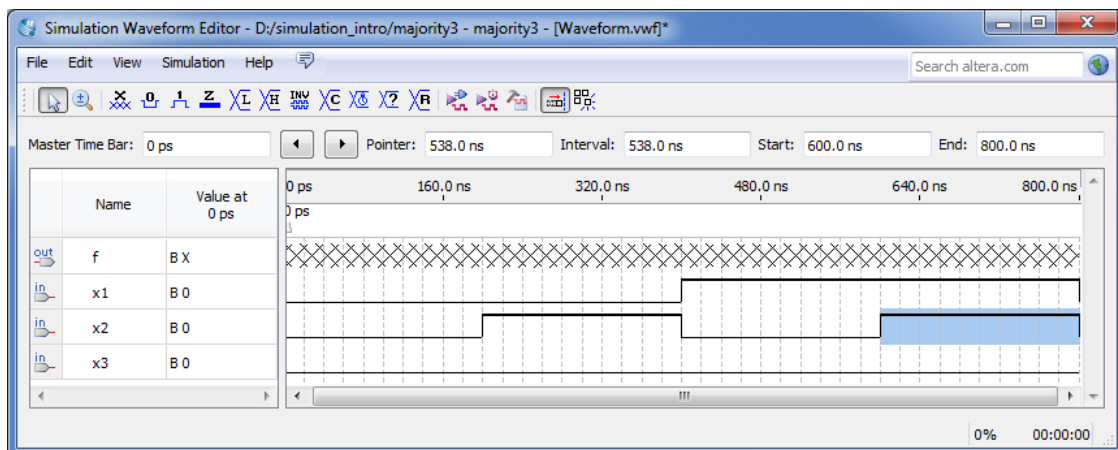 Simulation Waveform Editor - D:/simulation_intro/majority3 - majority3 - [Waveform.vwf]*
File Edit View Simulation Help Search altera.com
Master Time Bar: 0 ps Pointer: 538.0 ns Interval: 538.0 ns Start: 600.0 ns End: 800.0 ns
Name Value at 0 ps
0 ps 160.0 ns 320.0 ns 480.0 ns 640.0 ns 800.0 ns
0 ps
out f B X
in x1 B 0
in x2 B 0
in x3 B 0
0% 00:00:00